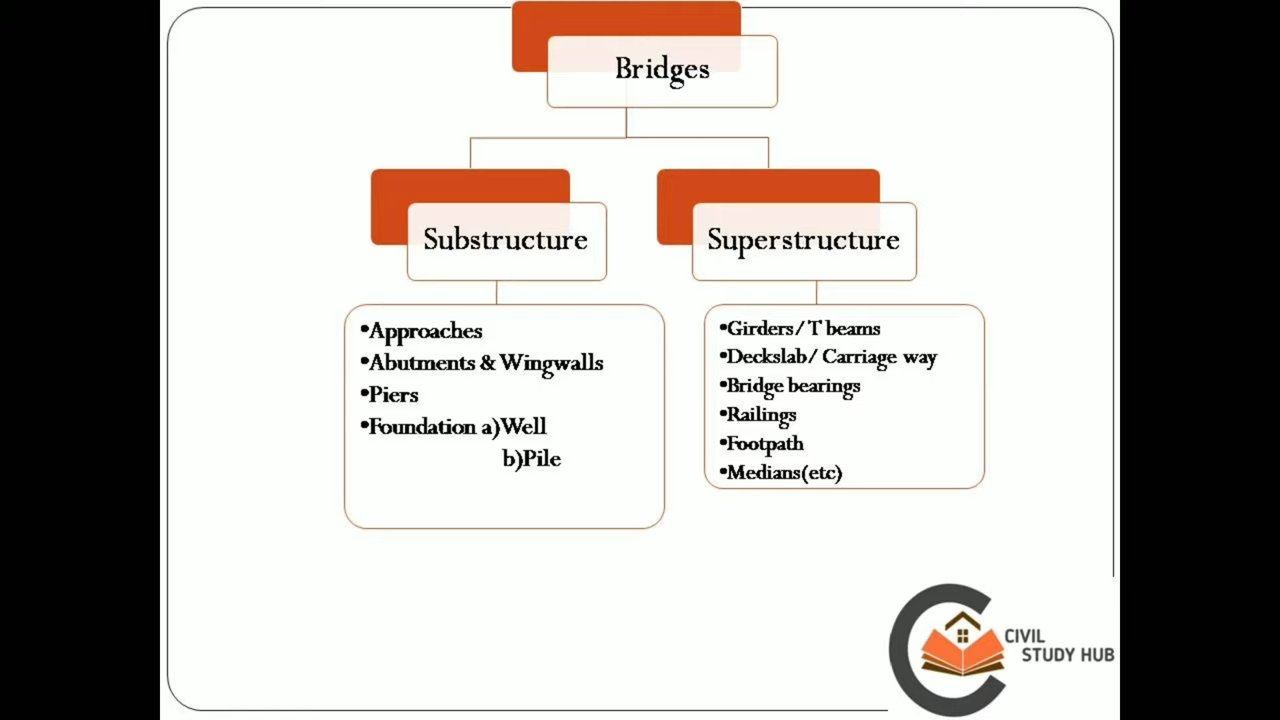 Bridges
Substructure
Superstructure
•Approaches
•Abutments & Wingwalls
•Piers
•Foundation a)Well
b)Pile
•Girders/ T beams
•Deckslab/ Carriage way
•Bridge bearings
•Railings
•Footpath
•Medians(etc)
CIVIL
STUDY HUB